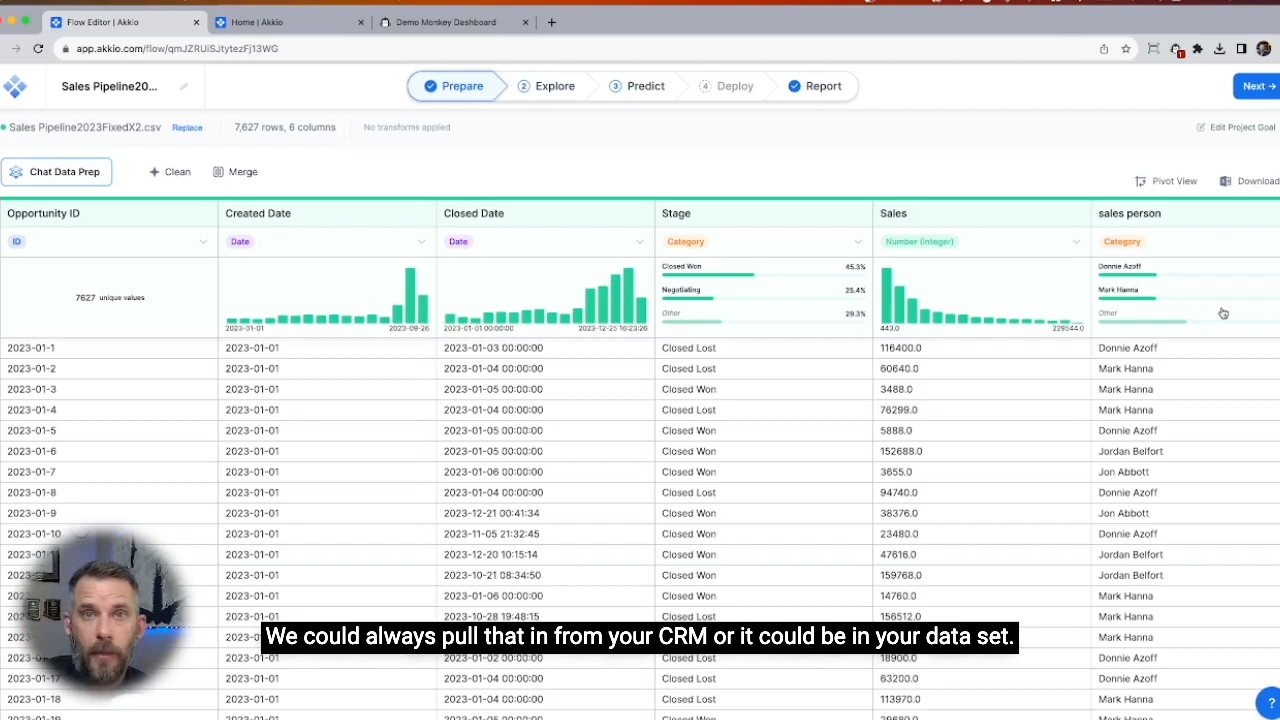 Flow Editor | Akkio
Home | Akkio
Demo Monkey Dashboard
app.akkio.com/flow/qmJZRUiSJtytezFj13WG
Sales Pipeline20...
Prepare
2 Explore
3 Predict
4 Deploy
Report
Next →
Sales Pipeline2023FixedX2.csv Replace 7,627 rows, 6 columns No transforms applied Edit Project Goal
Chat Data Prep Clean Merge Pivot View Download
Opportunity ID Created Date Closed Date Stage Sales sales person
ID Date Date Category Number (Integer) Category
7627 unique values
2023-01-01 2023-09-26
2023-01-01 00:00:00 2023-12-25 16:23:26
Closed Won 45.3%
Negotiating 25.4%
Other 29.3%
443.0 228544.0
Donnie Azoff
Mark Hanna
Other
2023-01-1 2023-01-01 2023-01-03 00:00:00 Closed Lost 116400.0 Donnie Azoff
2023-01-2 2023-01-01 2023-01-04 00:00:00 Closed Lost 60640.0 Mark Hanna
2023-01-3 2023-01-01 2023-01-05 00:00:00 Closed Won 3488.0 Mark Hanna
2023-01-4 2023-01-01 2023-01-04 00:00:00 Closed Lost 76299.0 Mark Hanna
2023-01-5 2023-01-01 2023-01-05 00:00:00 Closed Won 5888.0 Donnie Azoff
2023-01-6 2023-01-01 2023-01-05 00:00:00 Closed Won 152688.0 Jordan Belfort
2023-01-7 2023-01-01 2023-01-06 00:00:00 Closed Won 3655.0 Jon Abbott
2023-01-8 2023-01-01 2023-01-04 00:00:00 Closed Lost 94740.0 Donnie Azoff
2023-01-9 2023-01-01 2023-12-21 00:41:34 Closed Won 38376.0 Jon Abbott
2023-01-10 2023-01-01 2023-11-05 21:32:45 Closed Won 23480.0 Donnie Azoff
2023-01-01 2023-12-20 10:15:14 Closed Won 47616.0 Jordan Belfort
2023-01-01 2023-10-21 08:34:50 Closed Won 159768.0 Jordan Belfort
2023-01-01 2023-01-06 00:00:00 Closed Won 14760.0 Mark Hanna
2023-01-01 2023-10-28 19:48:15 Closed Lost 156512.0 Mark Hanna
Mark Hanna
We could always pull that in from your CRM or it could be in your data set.
2023-01-01 2023-01-02 00:00:00 Closed Lost 18900.0 Donnie Azoff
2023-01-17 2023-01-01 2023-01-04 00:00:00 Closed Lost 63200.0 Donnie Azoff
2023-01-18 2023-01-01 2023-01-04 00:00:00 Closed Lost 113970.0 Mark Hanna
?